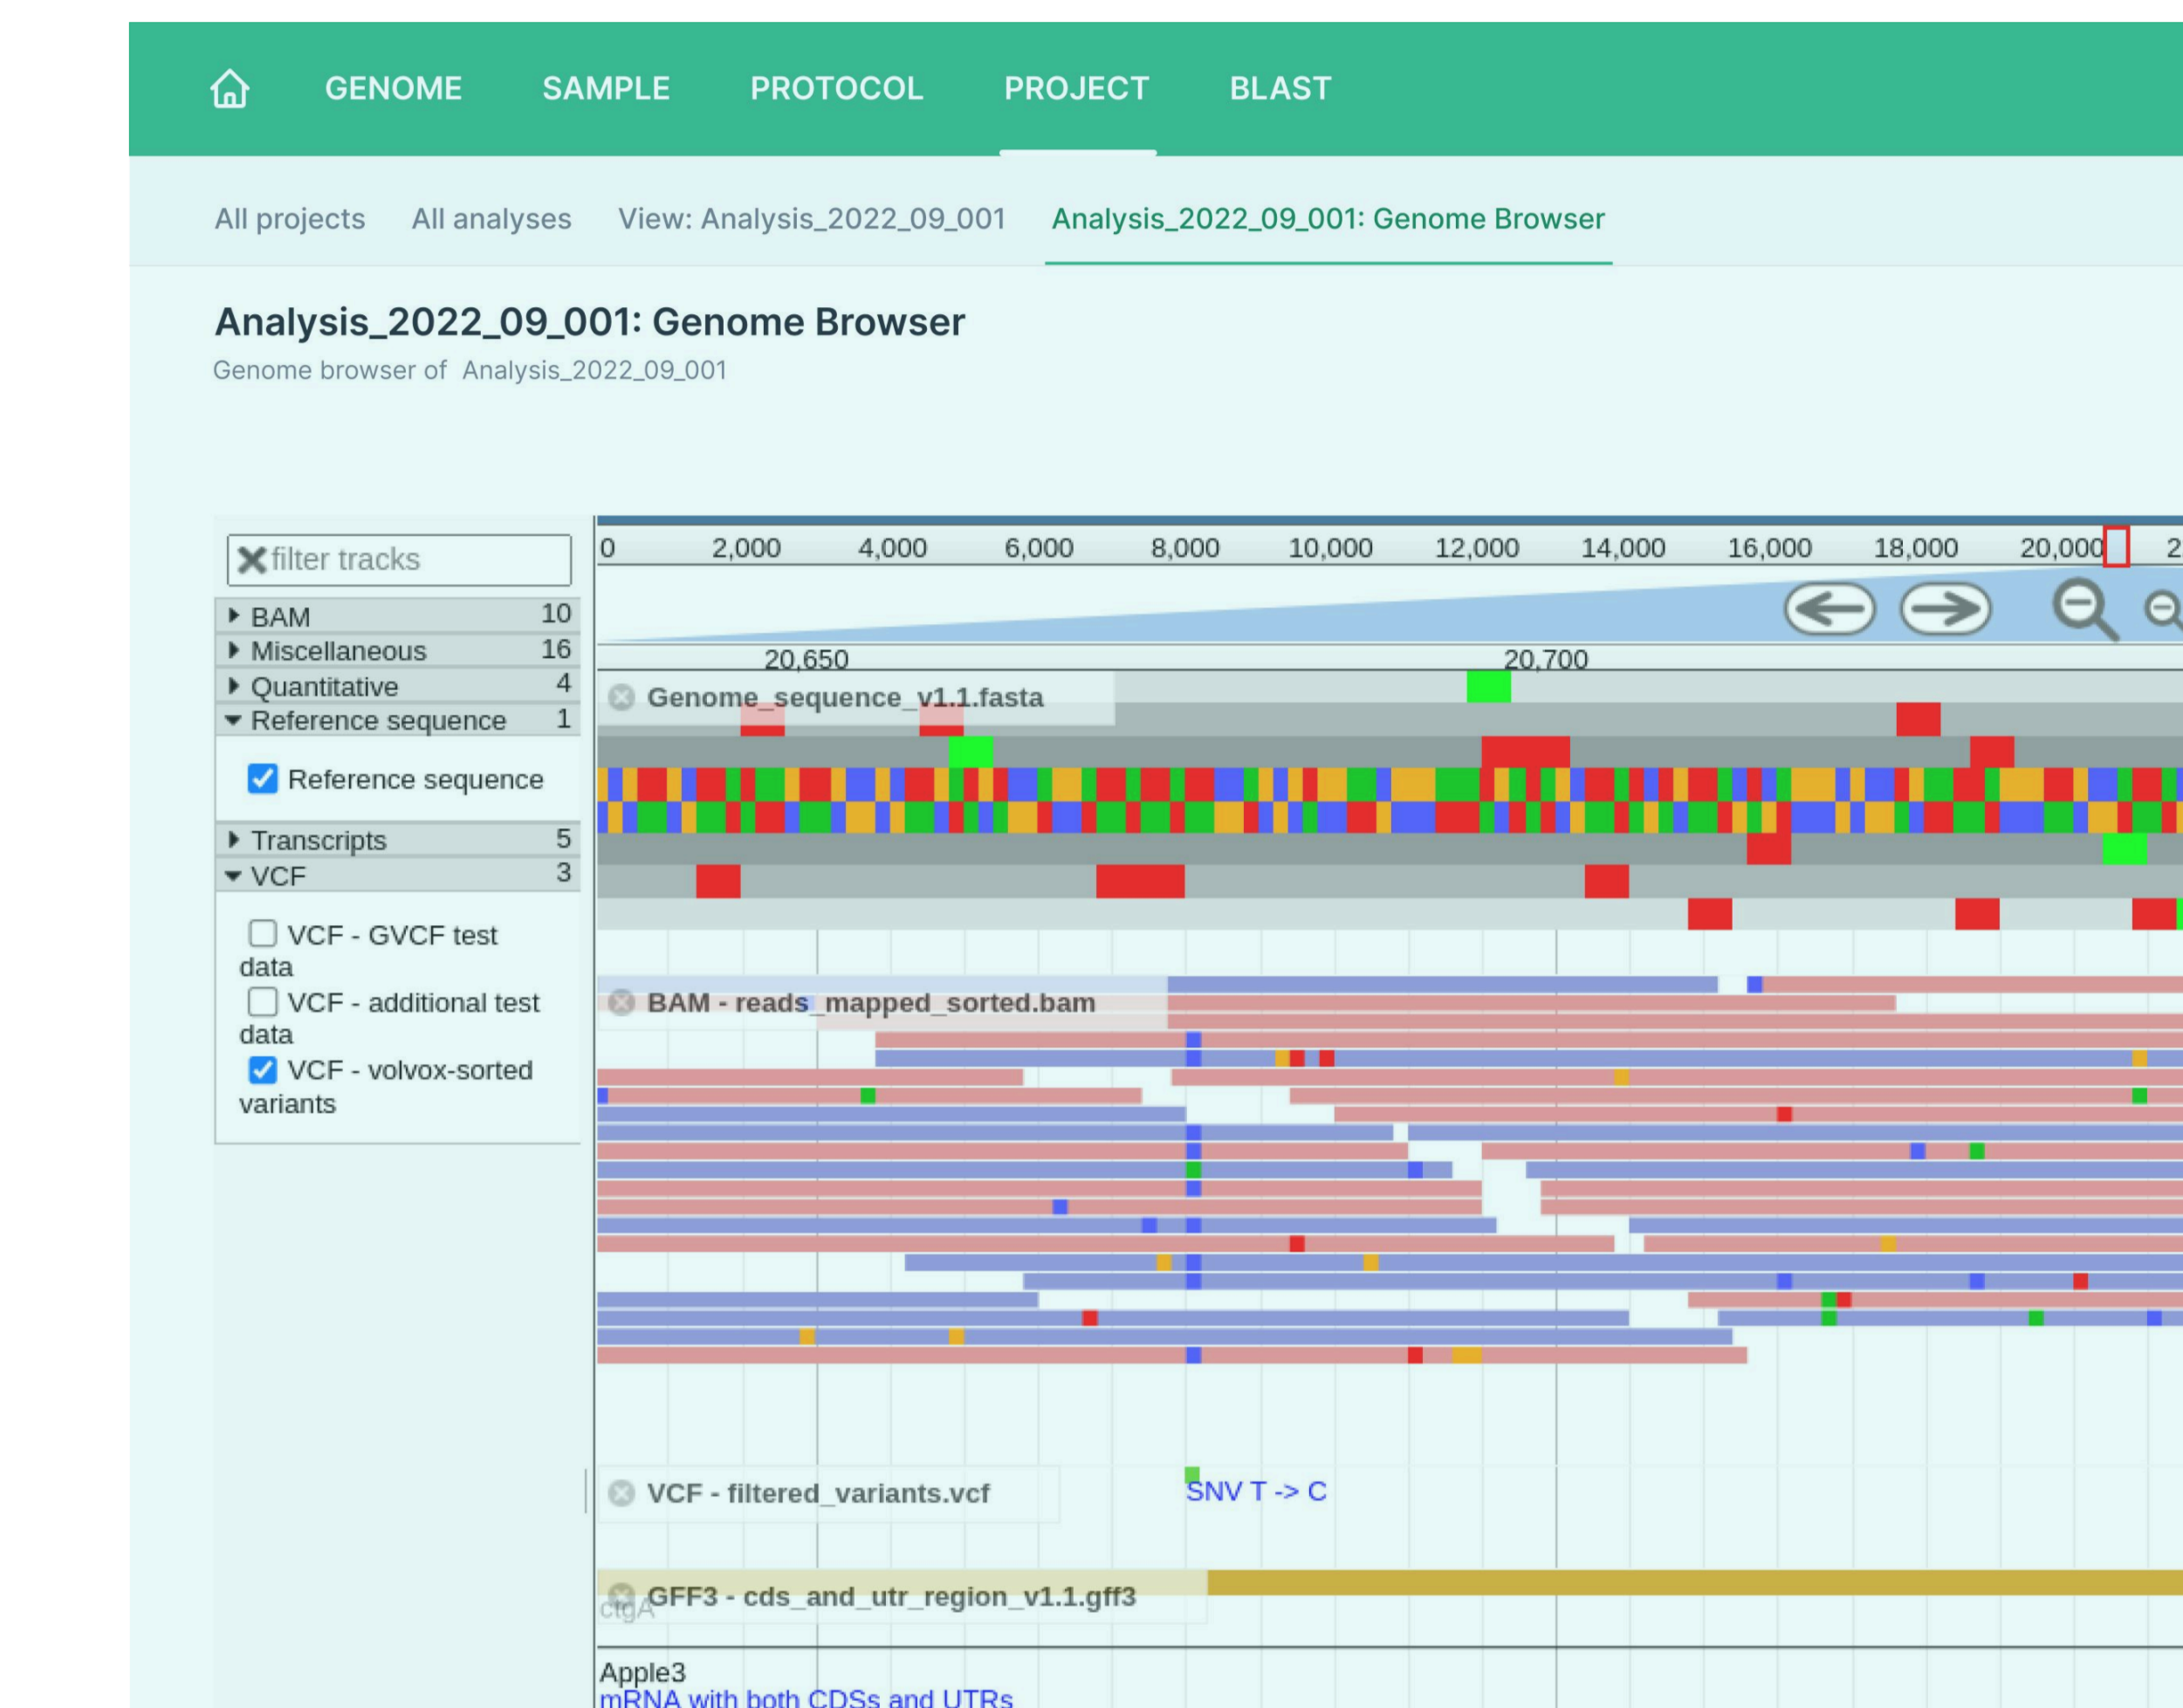 GENOME SAMPLE PROTOCOL PROJECT BLAST
All projects All analyses View: Analysis_2022_09_001 Analysis_2022_09_001: Genome Browser
Analysis_2022_09_001: Genome Browser
Genome browser of Analysis_2022_09_001
filter tracks
BAM 10
Miscellaneous 16
Quantitative 4
Reference sequence 1
Reference sequence
Transcripts 5
VCF 3
VCF - GVCF test
data
VCF - additional test
data
VCF - volvox-sorted
variants
0 2,000 4,000 6,000 8,000 10,000 12,000 14,000 16,000 18,000 20,000 2
20,650 20,700
Genome_sequence_v1.1.fasta
BAM - reads_mapped_sorted.bam
VCF - filtered_variants.vcf
SNV T -> C
GFF3 - cds_and_utr_region_v1.1.gff3
ctgA
Apple3
mRNA with both CDSs and UTRs